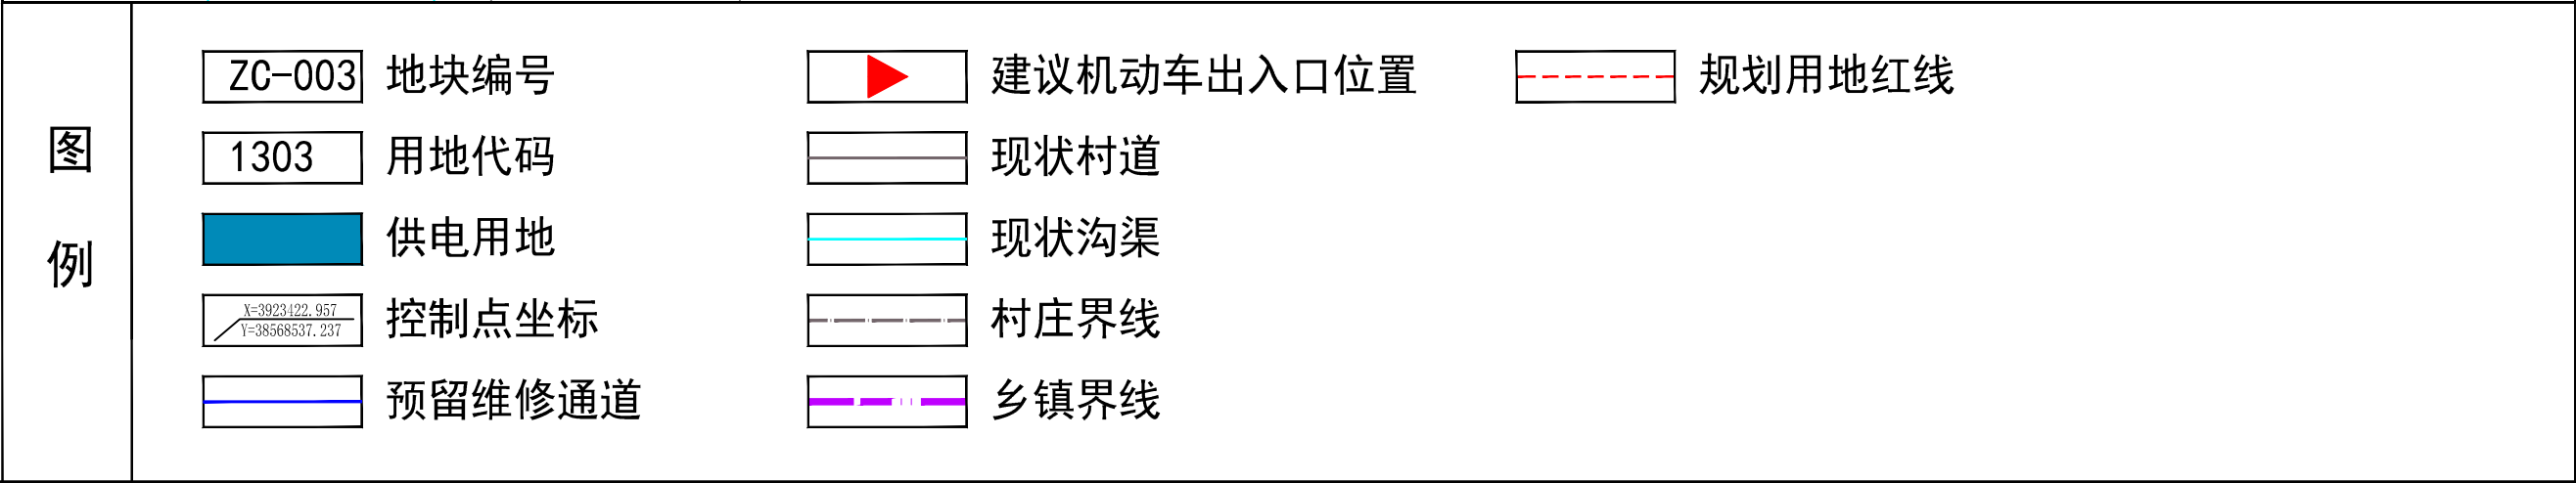 图例
ZC-003 地块编号
1303 用地代码
供电用地
X=3923422.957
Y=38568537.237
控制点坐标
预留维修通道
建议机动车出入口位置
现状村道
现状沟渠
村庄界线
乡镇界线
规划用地红线